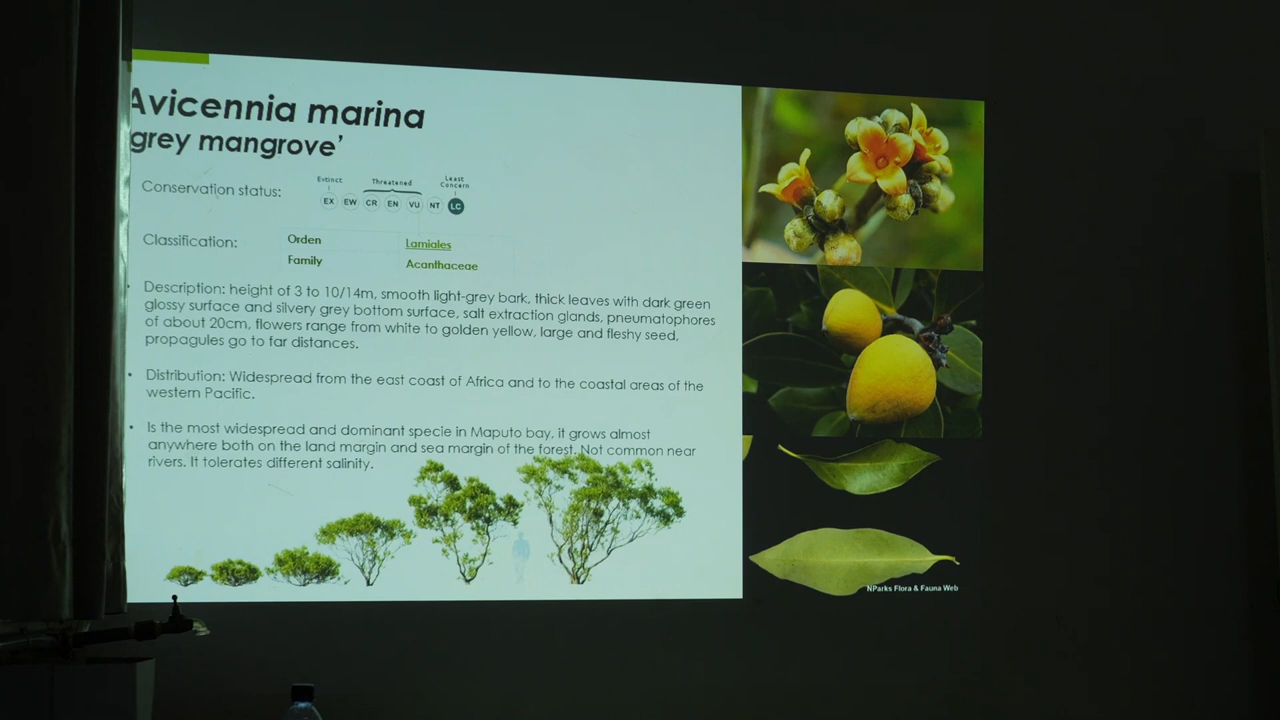 Avicennia marina
grey mangrove’
Conservation status:
Extinct
Threatened
Least
Concern
EX EW CR EN VU NT LC
Classification:
Orden Lamiales
Family Acanthaceae
Description: height of 3 to 10/14m, smooth light-grey bark, thick leaves with dark green
glossy surface and silvery grey bottom surface, salt extraction glands, pneumatophores
of about 20cm, flowers range from white to golden yellow, large and fleshy seed,
propagules go to far distances.
• Distribution: Widespread from the east coast of Africa and to the coastal areas of the
western Pacific.
• Is the most widespread and dominant specie in Maputo bay, it grows almost
anywhere both on the land margin and sea margin of the forest. Not common near
rivers. It tolerates different salinity.
NParks Flora & Fauna Web